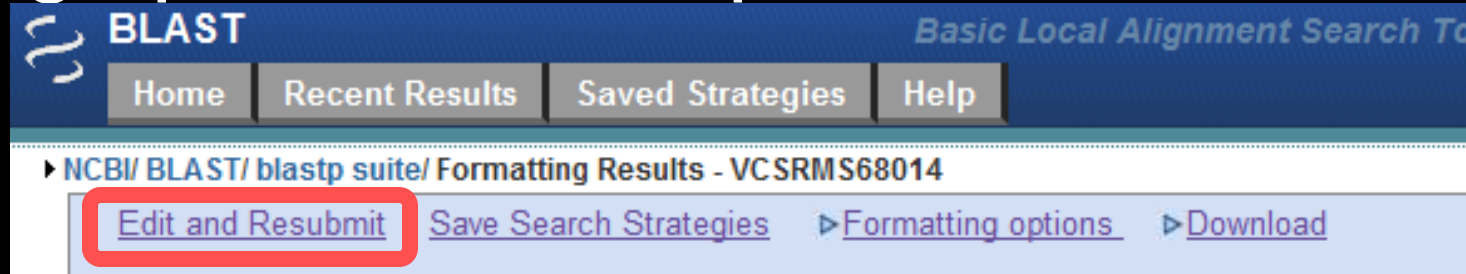 BLAST
Basic Local Alignment Search To
Home Recent Results Saved Strategies Help
NCBI/ BLAST/ blastp suite/ Formatting Results - VCSRMS68014
Edit and Resubmit Save Search Strategies Formatting options Download